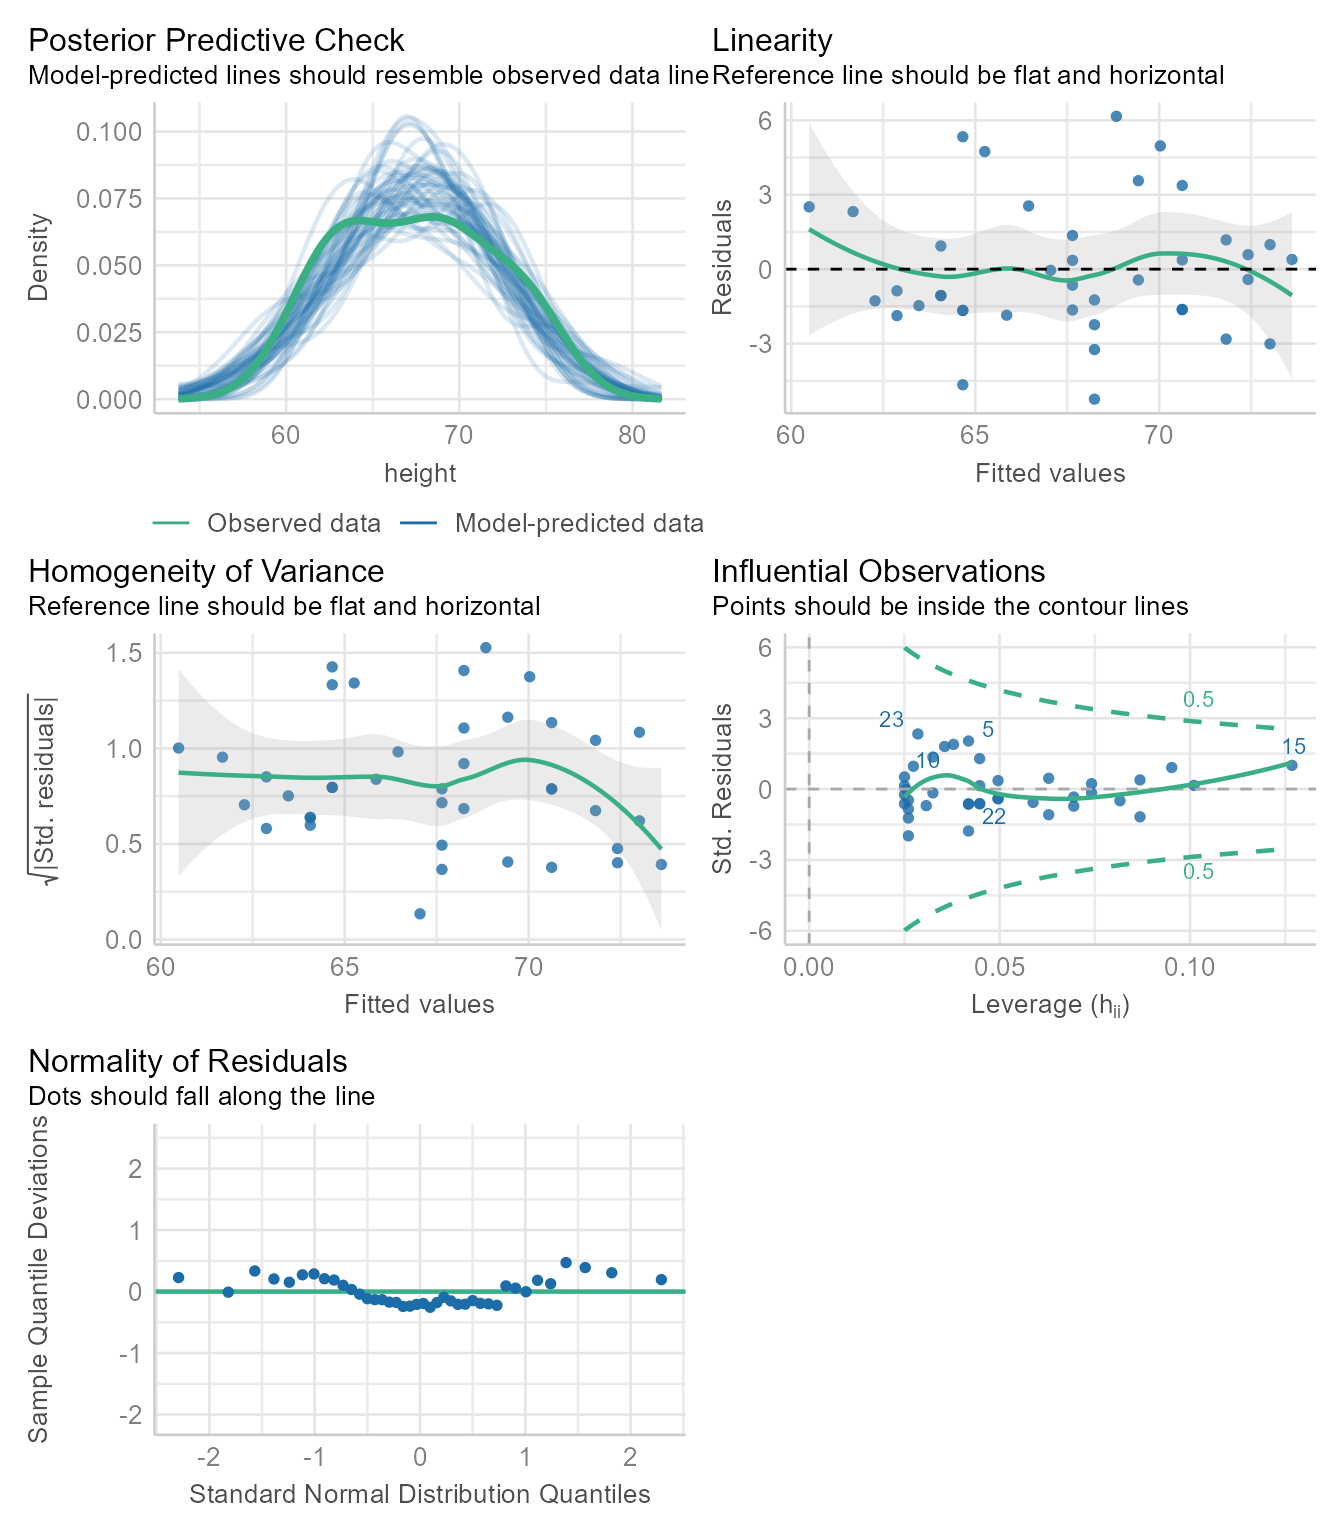 Posterior Predictive Check
Model-predicted lines should resemble observed data line
0.100
0.075
0.050
0.025
0.000
Density
60
70
80
height
Observed data
Model-predicted data
Linearity
Reference line should be flat and horizontal
6
3
0
-3
Residuals
60
65
70
Fitted values
Homogeneity of Variance
Reference line should be flat and horizontal
1.5
1.0
0.5
0.0
√|Std. residuals|
60
65
70
Fitted values
Influential Observations
Points should be inside the contour lines
6
3
0
-3
-6
Std. Residuals
0.5
23
5
15
10
22
0.5
0.00
0.05
0.10
Leverage (hii)
Normality of Residuals
Dots should fall along the line
2
1
0
-1
-2
Sample Quantile Deviations
-2
-1
0
1
2
Standard Normal Distribution Quantiles